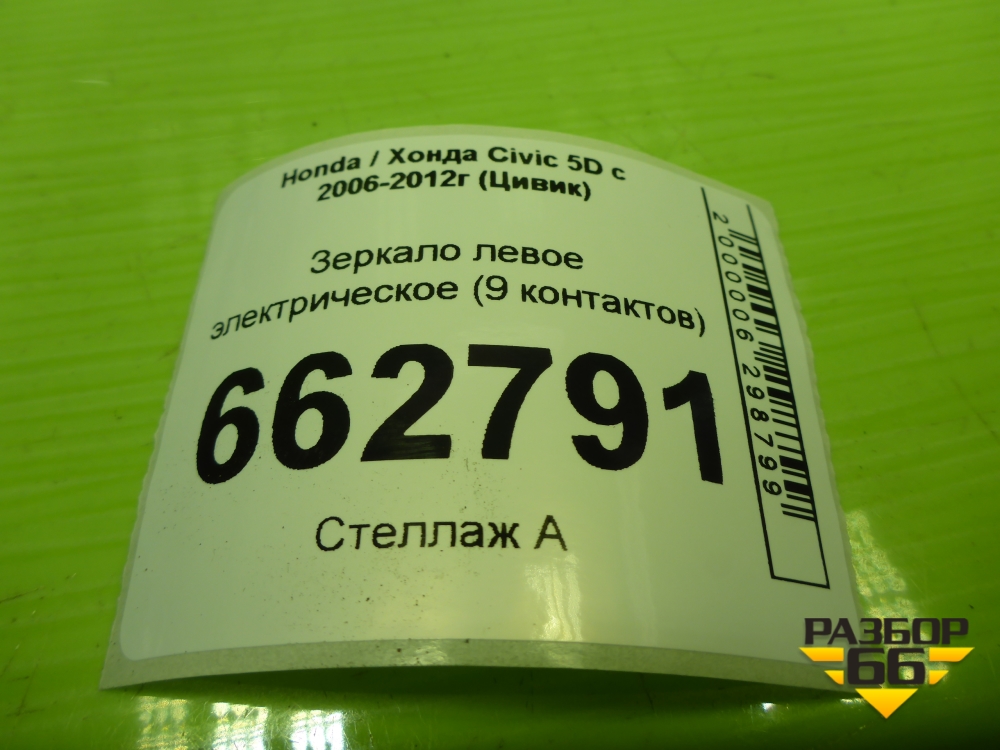 Honda / Хонда Civic 5D с
2006-2012г (Цивик)
Зеркало левое
электрическое (9 контактов)
662791
Стеллаж А
2000006298799
РАЗБОР
66